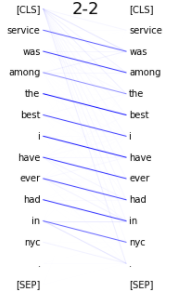 2-2
[CLS] [CLS]
service service
was was
among among
the the
best best
i i
have have
ever ever
had had
in in
nyc nyc
. .
[SEP] [SEP]